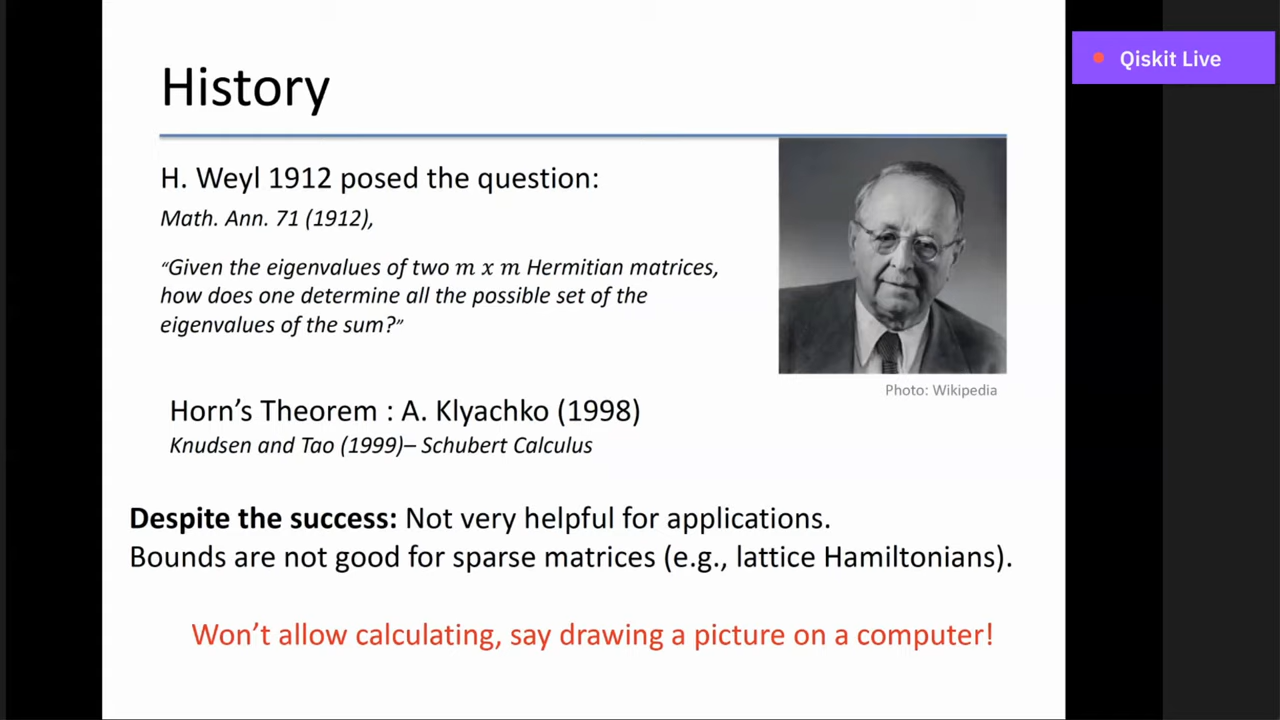 Qiskit Live
History
H. Weyl 1912 posed the question:
Math. Ann. 71 (1912),
“Given the eigenvalues of two m x m Hermitian matrices,
how does one determine all the possible set of the
eigenvalues of the sum?”
Photo: Wikipedia
Horn’s Theorem : A. Klyachko (1998)
Knudsen and Tao (1999)– Schubert Calculus
Despite the success: Not very helpful for applications.
Bounds are not good for sparse matrices (e.g., lattice Hamiltonians).
Won’t allow calculating, say drawing a picture on a computer!